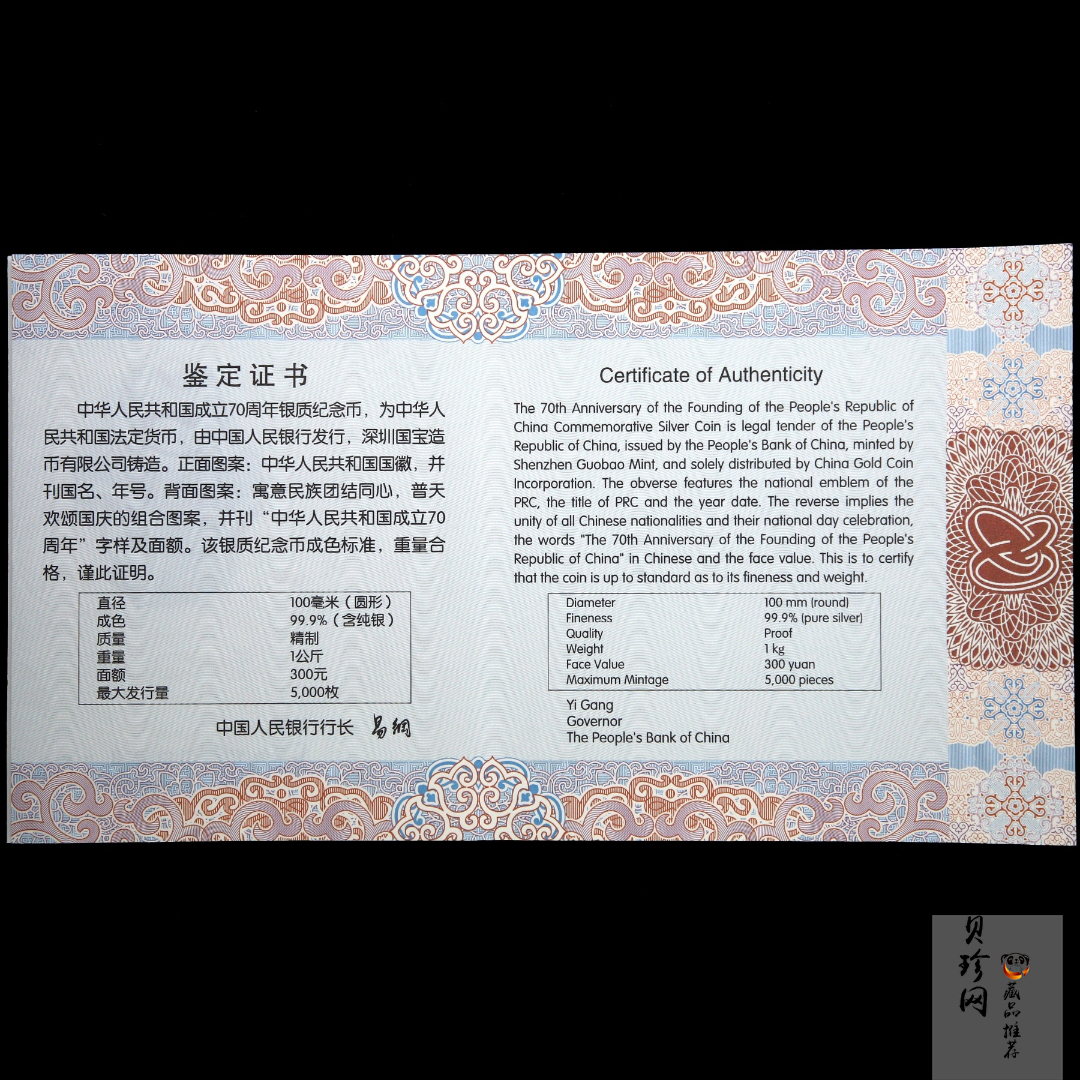 鉴定证书
中华人民共和国成立70周年银质纪念币，为中华人
民共和国法定货币，由中国人民银行发行，深圳国宝造
币有限公司铸造。正面图案：中华人民共和国国徽，并
刊国名、年号。背面图案：寓意民族团结同心，普天
欢颂国庆的组合图案，并刊“中华人民共和国成立70
周年”字样及面额。该银质纪念币成色标准，重量合
格，谨此证明。
直径 100毫米（圆形）
成色 99.9%（含纯银）
质量 精制
重量 1公斤
面额 300元
最大发行量 5,000枚
中国人民银行行长 易纲
Certificate of Authenticity
The 70th Anniversary of the Founding of the People's Republic of
China Commemorative Silver Coin is legal tender of the People's
Republic of China, issued by the People's Bank of China, minted by
Shenzhen Guobao Mint, and solely distributed by China Gold Coin
Incorporation. The obverse features the national emblem of the
PRC, the title of PRC and the year date. The reverse implies the
unity of all Chinese nationalities and their national day celebration,
the words "The 70th Anniversary of the Founding of the People's
Republic of China" in Chinese and the face value. This is to certify
that the coin is up to standard as to its fineness and weight.
Diameter 100 mm (round)
Fineness 99.9% (pure silver)
Quality Proof
Weight 1 kg
Face Value 300 yuan
Maximum Mintage 5,000 pieces
Yi Gang
Governor
The People's Bank of China
贝珍网
藏品推荐